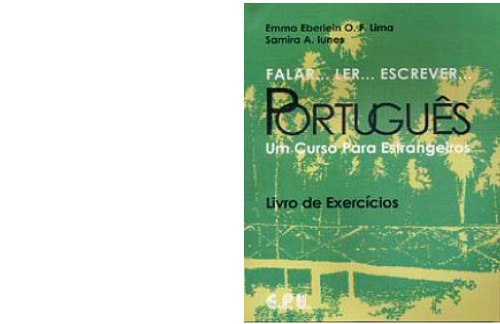 Emma Eberlein O. F. Lima
Samira A. Iunes
FALAR... LER... ESCREVER...
PORTUGUÊS
Um Curso Para Estrangeiros
Livro de Exercícios
E.P.U.